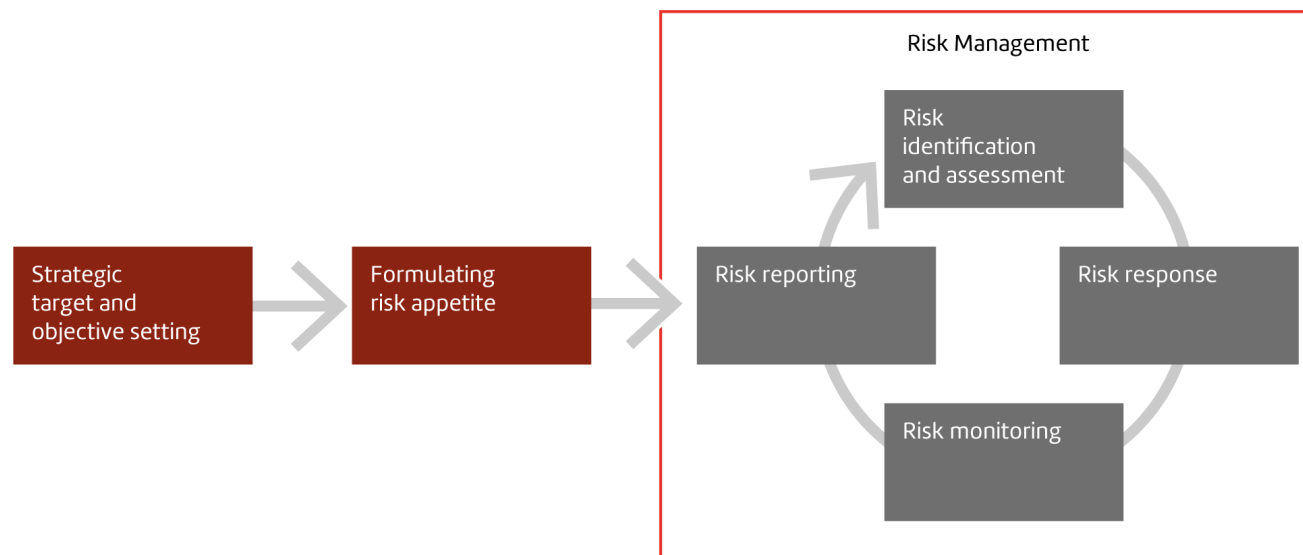 Risk Management
Risk
identification
and assessment
Strategic
target and
objective setting
Formulating
risk appetite
Risk reporting
Risk response
Risk monitoring